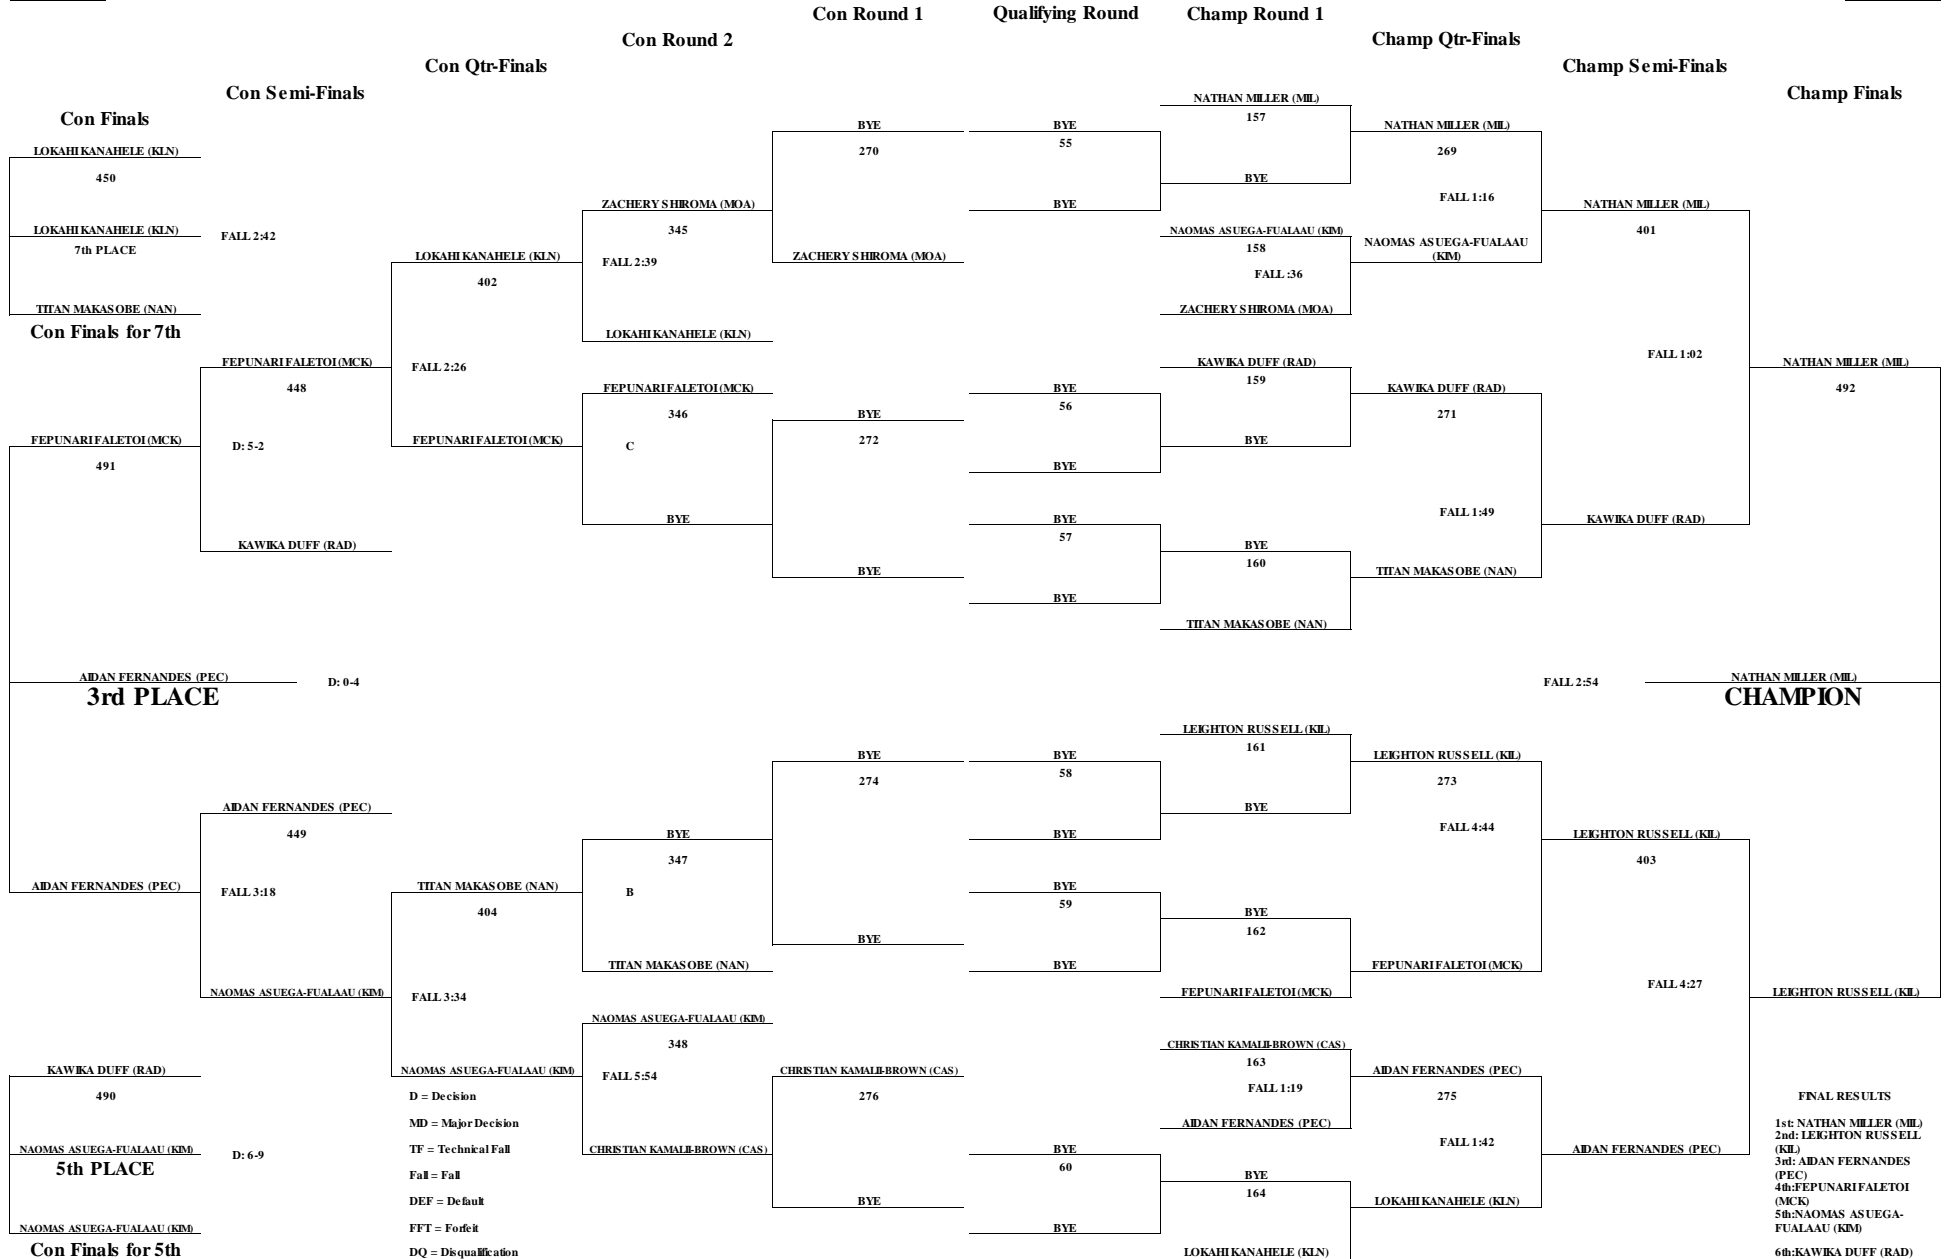 Con Round 1
Qualifying Round
Champ Round 1
Con Round 2
Champ Qtr-Finals
Con Qtr-Finals
Champ Semi-Finals
Con Semi-Finals
Champ Finals
Con Finals
LOKAHI KANAHELE (KLN)
450
LOKAHI KANAHELE (KLN)
7th PLACE
FALL 2:42
TITAN MAKASOBE (NAN)
Con Finals for 7th
FEPUNARI FALETOI (MCK)
448
FEPUNARI FALETOI (MCK)
491
D: 5-2
KAWIKA DUFF (RAD)
AIDAN FERNANDES (PEC)
3rd PLACE
D: 0-4
AIDAN FERNANDES (PEC)
449
AIDAN FERNANDES (PEC)
FALL 3:18
NAOMAS ASUEGA-FUALAAU (KIM)
KAWIKA DUFF (RAD)
490
NAOMAS ASUEGA-FUALAAU (KIM)
5th PLACE
D: 6-9
NAOMAS ASUEGA-FUALAAU (KIM)
Con Finals for 5th
LOKAHI KANAHELE (KLN)
402
FALL 2:26
FEPUNARI FALETOI (MCK)
TITAN MAKASOBE (NAN)
404
FALL 3:34
NAOMAS ASUEGA-FUALAAU (KIM)
D = Decision
MD = Major Decision
TF = Technical Fall
Fall = Fall
DEF = Default
FFT = Forfeit
DQ = Disqualification
ZACHERY SHIROMA (MOA)
345
FALL 2:39
LOKAHI KANAHELE (KLN)
FEPUNARI FALETOI (MCK)
346
C
BYE
BYE
347
B
TITAN MAKASOBE (NAN)
NAOMAS ASUEGA-FUALAAU (KIM)
348
FALL 5:54
CHRISTIAN KAMALII-BROWN (CAS)
BYE
270
ZACHERY SHIROMA (MOA)
BYE
272
BYE
BYE
274
BYE
CHRISTIAN KAMALII-BROWN (CAS)
276
BYE
BYE
55
BYE
BYE
56
BYE
BYE
57
BYE
BYE
58
BYE
BYE
59
BYE
BYE
60
BYE
NATHAN MILLER (MIL)
157
BYE
NAOMAS ASUEGA-FUALAAU (KIM)
158
FALL :36
ZACHERY SHIROMA (MOA)
KAWIKA DUFF (RAD)
159
BYE
BYE
160
TITAN MAKASOBE (NAN)
LEIGHTON RUSSELL (KIL)
161
BYE
BYE
162
FEPUNARI FALETOI (MCK)
CHRISTIAN KAMALII-BROWN (CAS)
163
FALL 1:19
AIDAN FERNANDES (PEC)
BYE
164
LOKAHI KANAHELE (KLN)
NATHAN MILLER (MIL)
269
FALL 1:16
NAOMAS ASUEGA-FUALAAU
(KIM)
KAWIKA DUFF (RAD)
271
FALL 1:49
TITAN MAKASOBE (NAN)
LEIGHTON RUSSELL (KIL)
273
FALL 4:44
FEPUNARI FALETOI (MCK)
AIDAN FERNANDES (PEC)
275
FALL 1:42
LOKAHI KANAHELE (KLN)
NATHAN MILLER (MIL)
401
FALL 1:02
KAWIKA DUFF (RAD)
LEIGHTON RUSSELL (KIL)
403
FALL 4:27
AIDAN FERNANDES (PEC)
NATHAN MILLER (MIL)
492
FALL 2:54
NATHAN MILLER (MIL)
CHAMPION
LEIGHTON RUSSELL (KIL)
FINAL RESULTS
1st: NATHAN MILLER (MIL)
2nd: LEIGHTON RUSSELL
(KIL)
3rd: AIDAN FERNANDES
(PEC)
4th:FEPUNARI FALETOI
(MCK)
5th:NAOMAS ASUEGA-
FUALAAU (KIM)
6th:KAWIKA DUFF (RAD)